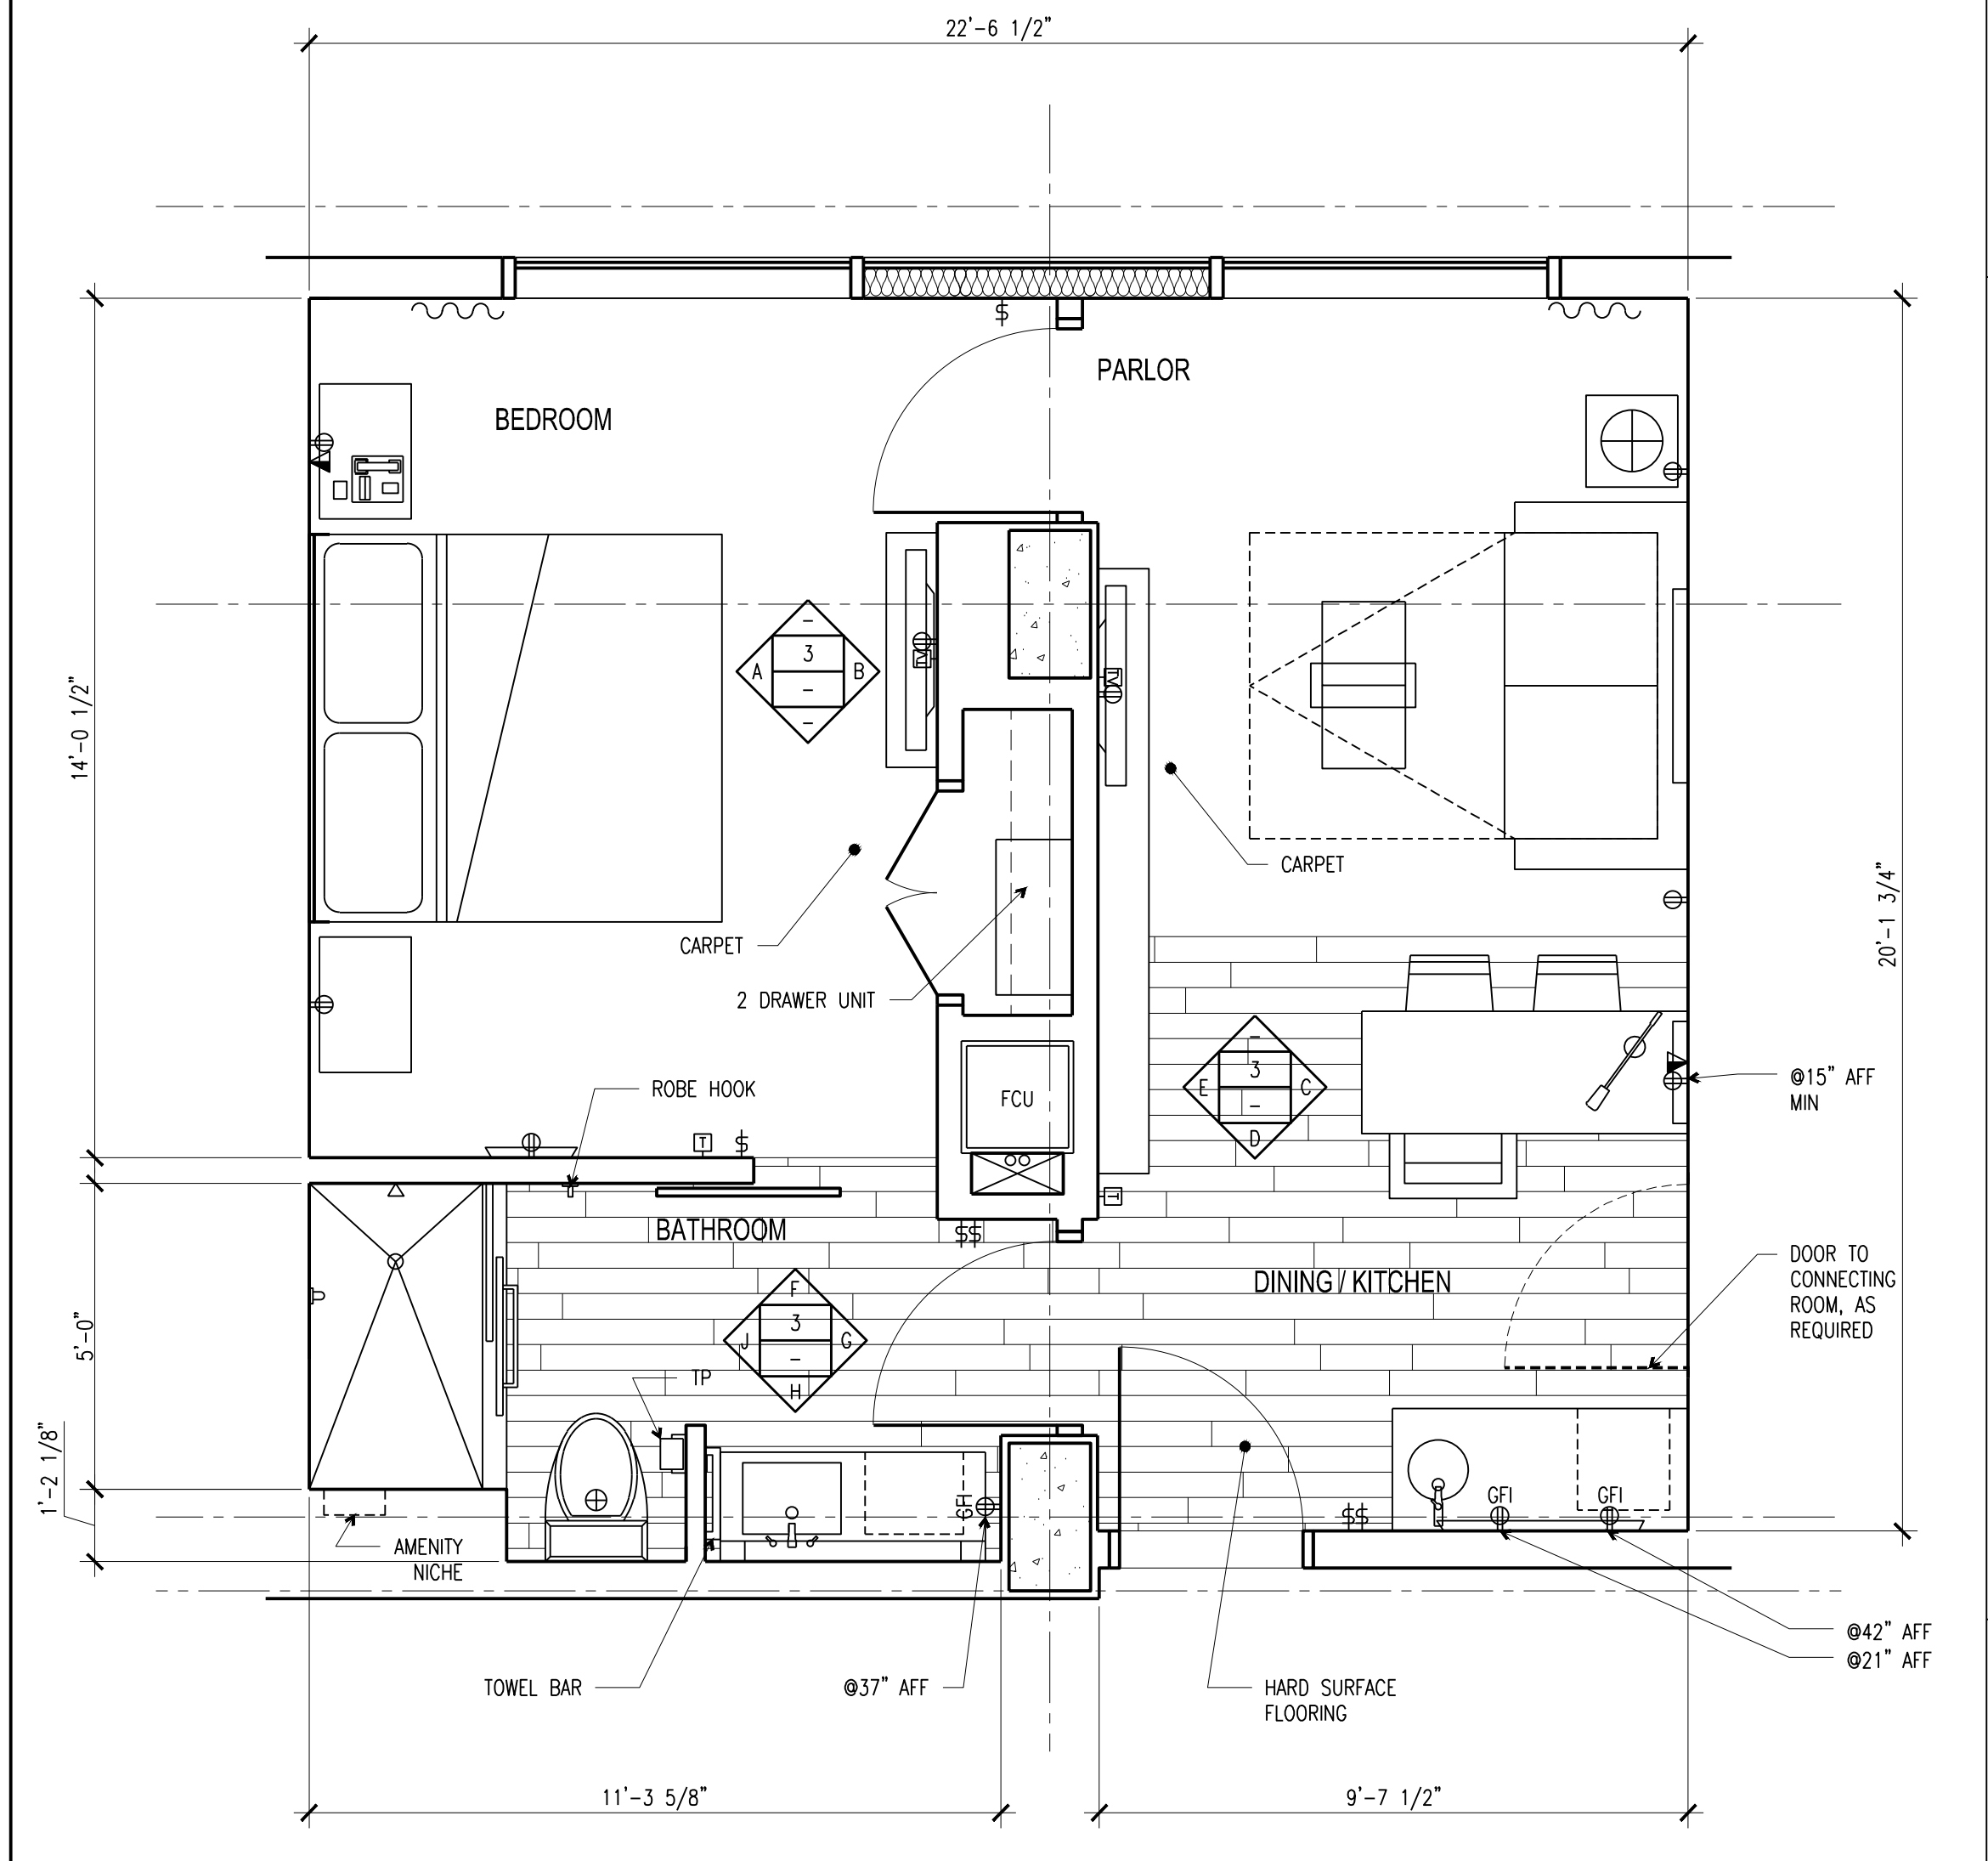 22'-6 1/2"
$
PARLOR
BEDROOM
A
-
3
-
-
B
TV
TV
14'-0 1/2"
20'-1 3/4"
CARPET
CARPET
2 DRAWER UNIT
ROBE HOOK
FCU
E
-
3
-
D
C
@15" AFF
MIN
T
$
T
BATHROOM
$$
DINING / KITCHEN
DOOR TO
CONNECTING
ROOM, AS
REQUIRED
5'-0"
J
F
3
-
H
G
TP
1'-2 1/8"
AMENITY
NICHE
GFI
$$
GFI
GFI
@42" AFF
@21" AFF
TOWEL BAR
@37" AFF
HARD SURFACE
FLOORING
11'-3 5/8"
9'-7 1/2"